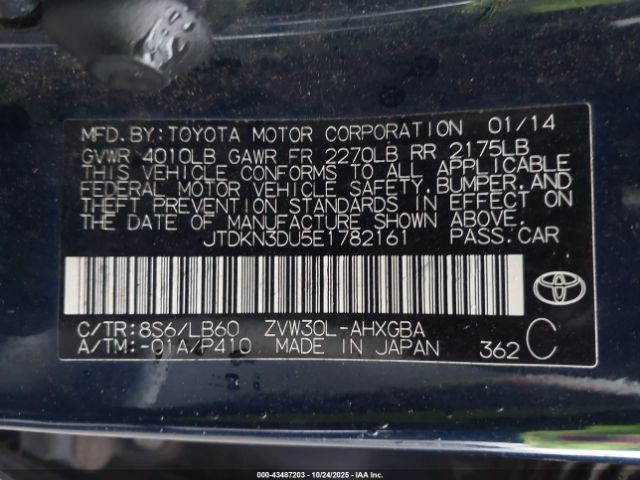 MFD. BY: TOYOTA MOTOR CORPORATION 01/14
GVWR 4010LB GAWR FR 2270LB RR 2175LB
THIS VEHICLE CONFORMS TO ALL APPLICABLE
FEDERAL MOTOR VEHICLE SAFETY, BUMPER, AND
THEFT PREVENTION STANDARDS IN EFFECT ON
THE DATE OF MANUFACTURE SHOWN ABOVE.
JTDKN3DU5E1782161 PASS. CAR
C/TR: 8S6/LB60 ZVW30L-AHXGBA
A/TM: -01A/P410 MADE IN JAPAN 362 C
000-43487203 - 10/24/2025 - IAA Inc.